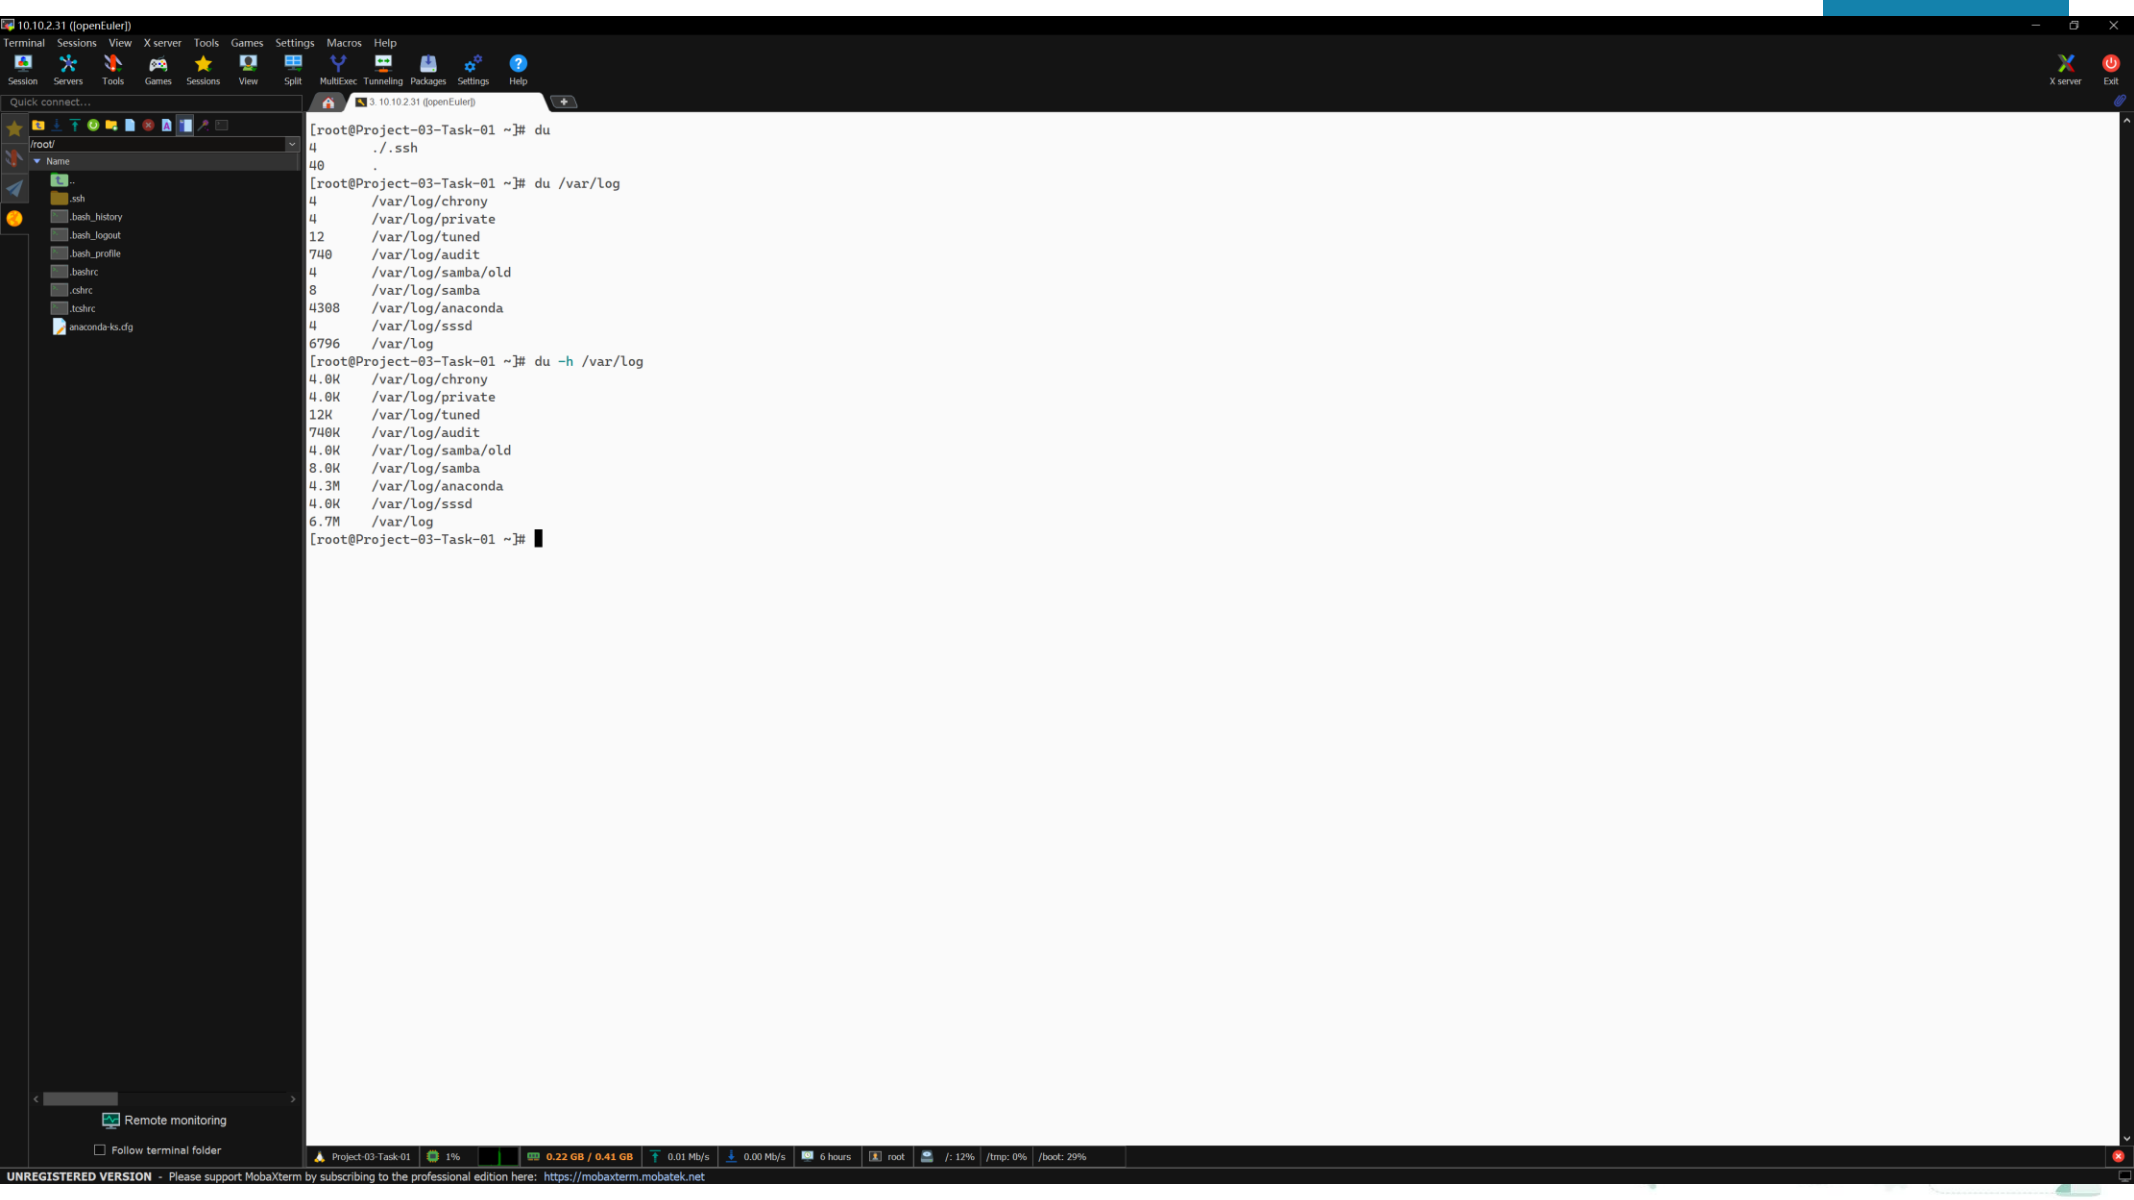 10.10.2.31 ([openEuler])
Terminal Sessions View X server Tools Games Settings Macros Help
Session Servers Tools Games Sessions View Split MultiExec Tunneling Packages Settings Help X server Exit
Quick connect...
3. 10.10.2.31 ([openEuler])
/root/
Name
..
.ssh
.bash_history
.bash_logout
.bash_profile
.bashrc
.cshrc
.tcshrc
anaconda-ks.cfg
[root@Project-03-Task-01 ~]# du
4 ./.ssh
40 .
[root@Project-03-Task-01 ~]# du /var/log
4 /var/log/chrony
4 /var/log/private
12 /var/log/tuned
740 /var/log/audit
4 /var/log/samba/old
8 /var/log/samba
4308 /var/log/anaconda
4 /var/log/sssd
6796 /var/log
[root@Project-03-Task-01 ~]# du -h /var/log
4.0K /var/log/chrony
4.0K /var/log/private
12K /var/log/tuned
740K /var/log/audit
4.0K /var/log/samba/old
8.0K /var/log/samba
4.3M /var/log/anaconda
4.0K /var/log/sssd
6.7M /var/log
[root@Project-03-Task-01 ~]#
Remote monitoring
Follow terminal folder
Project-03-Task-01 1% 0.22 GB / 0.41 GB 0.01 Mb/s 0.00 Mb/s 6 hours root /: 12% /tmp: 0% /boot: 29%
UNREGISTERED VERSION - Please support MobaXterm by subscribing to the professional edition here: https://mobaxterm.mobatek.net